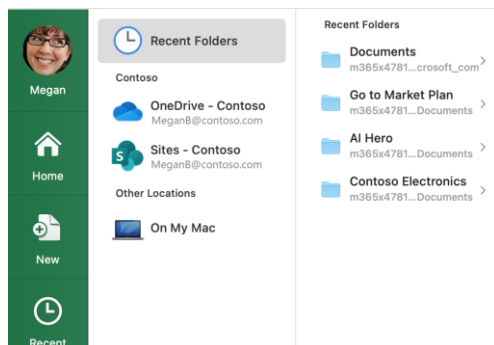 Megan
Home
New
Recent
Recent Folders
Contoso
OneDrive - Contoso
MeganB@contoso.com
S
Sites - Contoso
MeganB@contoso.com
Other Locations
On My Mac
Recent Folders
Documents
m365x4781...crosoft_com
Go to Market Plan
m365x4781...Documents
AI Hero
m365x4781...Documents
Contoso Electronics
m365x4781...Documents